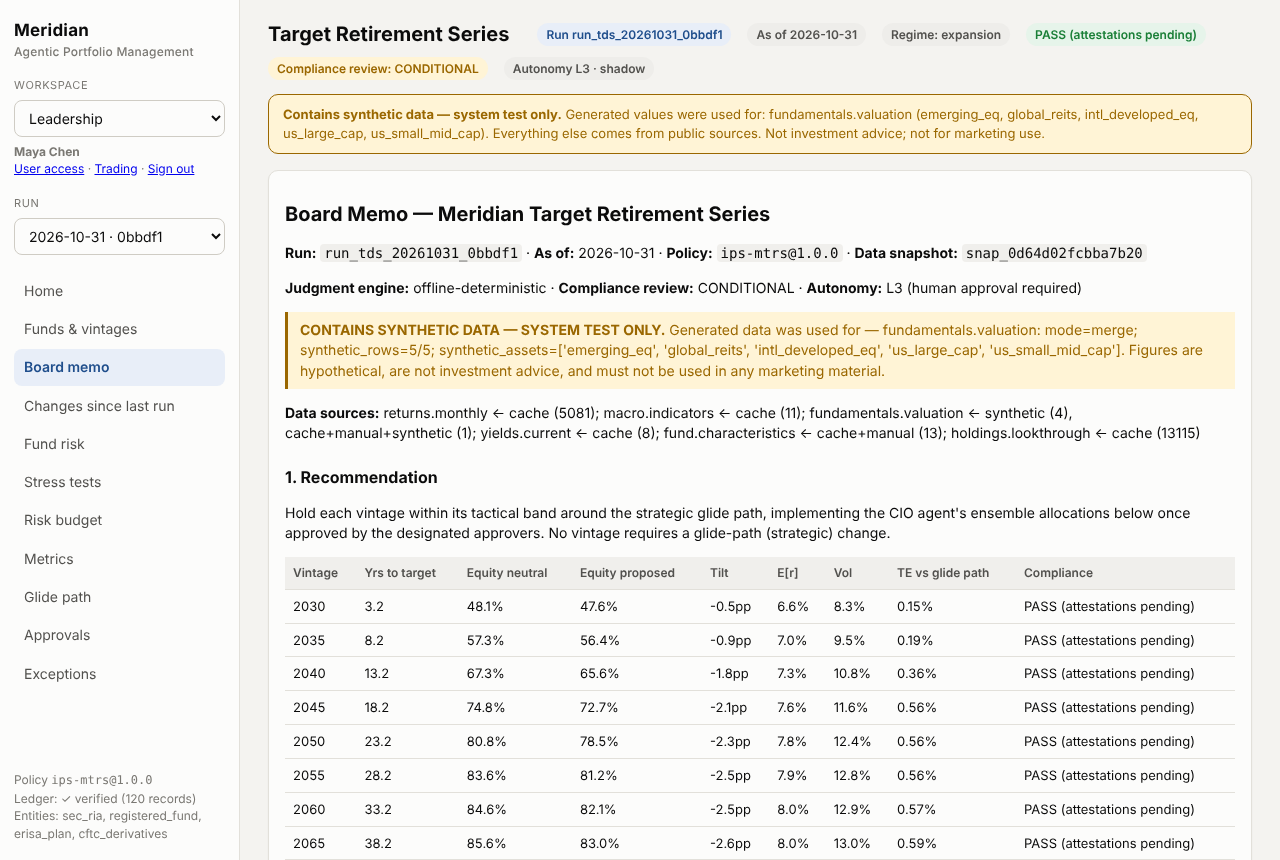 Meridian
Agentic Portfolio Management
WORKSPACE
Leadership
Maya Chen
User access · Trading · Sign out
RUN
2026-10-31 · 0bbdf1
Home
Funds & vintages
Board memo
Changes since last run
Fund risk
Stress tests
Risk budget
Metrics
Glide path
Approvals
Exceptions
Policy ips-mtrs@1.0.0
Ledger: ✓ verified (120 records)
Entities: sec_ria, registered_fund,
erisa_plan, cftc_derivatives
Target Retirement Series Run run_tds_20261031_0bbdf1 As of 2026-10-31 Regime: expansion PASS (attestations pending)
Compliance review: CONDITIONAL Autonomy L3 · shadow
Contains synthetic data — system test only. Generated values were used for: fundamentals.valuation (emerging_eq, global_reits, intl_developed_eq,
us_large_cap, us_small_mid_cap). Everything else comes from public sources. Not investment advice; not for marketing use.
Board Memo — Meridian Target Retirement Series
Run: run_tds_20261031_0bbdf1 · As of: 2026-10-31 · Policy: ips-mtrs@1.0.0 · Data snapshot: snap_0d64d02fcbba7b20
Judgment engine: offline-deterministic · Compliance review: CONDITIONAL · Autonomy: L3 (human approval required)
CONTAINS SYNTHETIC DATA — SYSTEM TEST ONLY. Generated data was used for — fundamentals.valuation: mode=merge;
synthetic_rows=5/5; synthetic_assets=['emerging_eq', 'global_reits', 'intl_developed_eq', 'us_large_cap', 'us_small_mid_cap']. Figures are
hypothetical, are not investment advice, and must not be used in any marketing material.
Data sources: returns.monthly ← cache (5081); macro.indicators ← cache (11); fundamentals.valuation ← synthetic (4),
cache+manual+synthetic (1); yields.current ← cache (8); fund.characteristics ← cache+manual (13); holdings.lookthrough ← cache (13115)
1. Recommendation
Hold each vintage within its tactical band around the strategic glide path, implementing the CIO agent's ensemble allocations below once
approved by the designated approvers. No vintage requires a glide-path (strategic) change.
Vintage Yrs to target Equity neutral Equity proposed Tilt E[r] Vol TE vs glide path Compliance
2030 3.2 48.1% 47.6% -0.5pp 6.6% 8.3% 0.15% PASS (attestations pending)
2035 8.2 57.3% 56.4% -0.9pp 7.0% 9.5% 0.19% PASS (attestations pending)
2040 13.2 67.3% 65.6% -1.8pp 7.3% 10.8% 0.36% PASS (attestations pending)
2045 18.2 74.8% 72.7% -2.1pp 7.6% 11.6% 0.56% PASS (attestations pending)
2050 23.2 80.8% 78.5% -2.3pp 7.8% 12.4% 0.56% PASS (attestations pending)
2055 28.2 83.6% 81.2% -2.5pp 7.9% 12.8% 0.56% PASS (attestations pending)
2060 33.2 84.6% 82.1% -2.5pp 8.0% 12.9% 0.57% PASS (attestations pending)
2065 38.2 85.6% 83.0% -2.6pp 8.0% 13.0% 0.59% PASS (attestations pending)